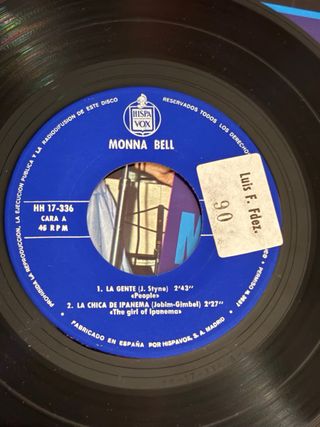 PROHIBIDA LA REPRODUCCION, LA EJECUCION PUBLICA Y LA RADIODIFUSION DE ESTE DISCO
RESERVADOS TODOS LOS DERECHOS
HISPA
VOX
MONNA BELL
HH 17-336
CARA A
45 RPM
Luis F. Fdez.
90
1. LA GENTE (J. Styne) 2'43"
«People»
2. LA CHICA DE IPANEMA (Jobim-Gimbel) 2'27"
«The girl of Ipanema»
FABRICADO EN ESPAÑA POR HISPAVOX, S. A. MADRID